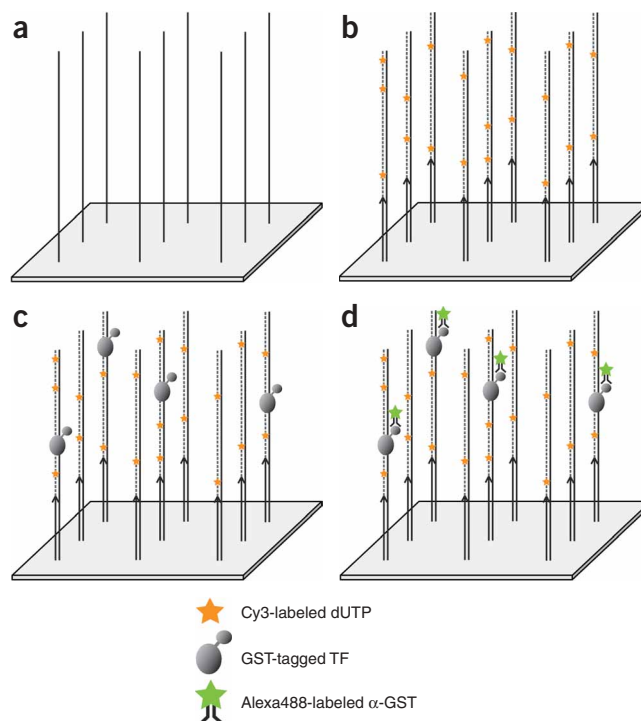 a
b
c
d
Cy3-labeled dUTP
GST-tagged TF
Alexa488-labeled α-GST